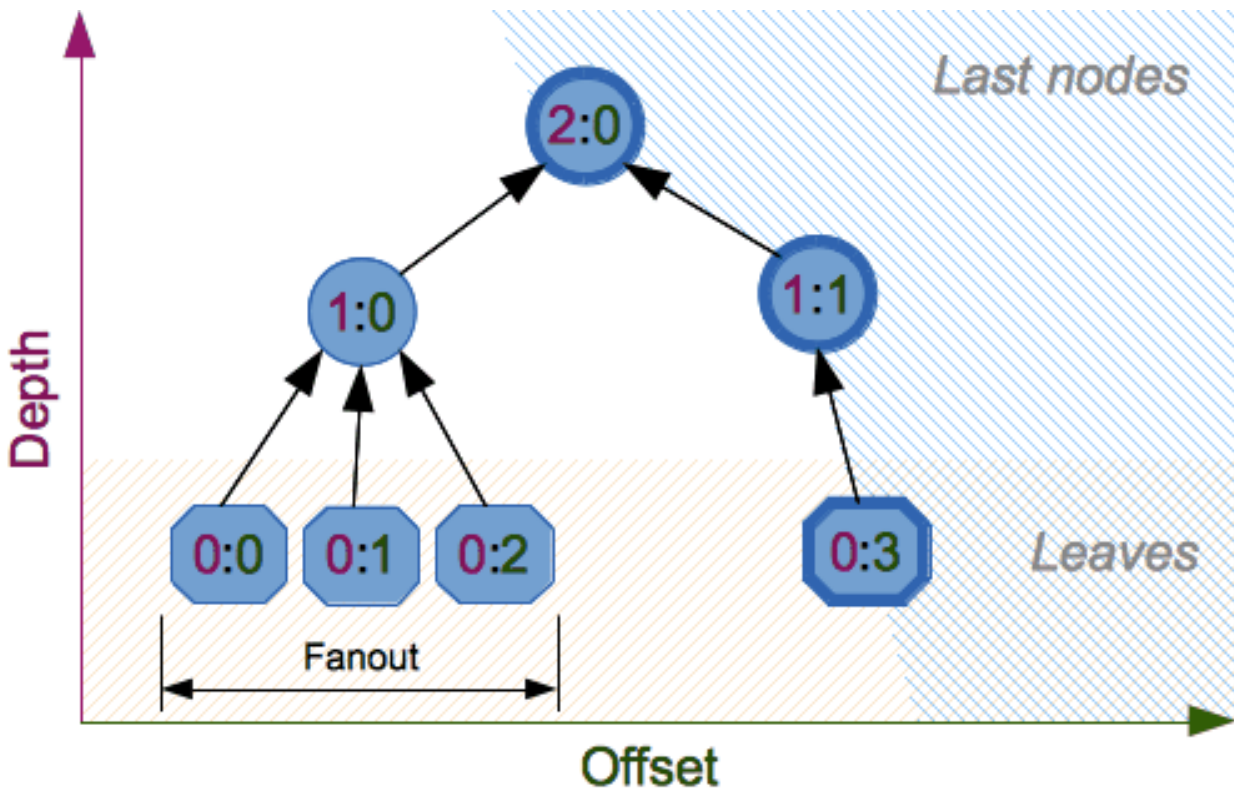 Last nodes
2:0
1:0
1:1
Depth
0:0 0:1 0:2 0:3
Leaves
Fanout
Offset